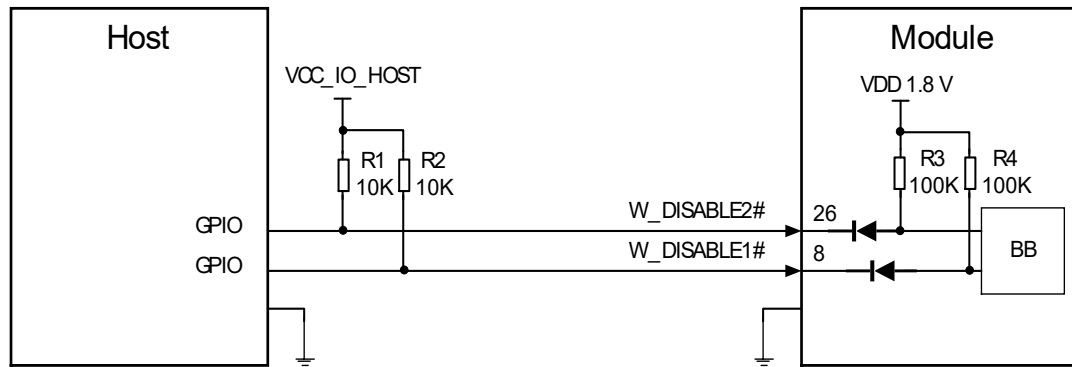 Host
Module
VCC_IO_HOST
VDD 1.8 V
R1
10K
R2
10K
R3
100K
R4
100K
GPIO
W_DISABLE2#
26
GPIO
W_DISABLE1#
8
BB